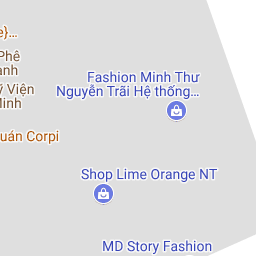 e}...
Phê
anh
Fashion Minh Thư
Nguyễn Trãi Hệ thống...
ỹ Viện
Minh
uán Corpi
Shop Lime Orange NT
MD Story Fashion